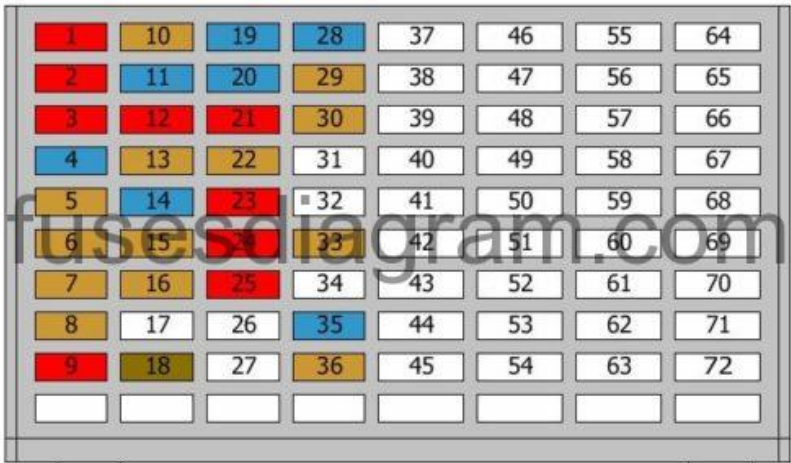 1 10 19 28 37 46 55 64
2 11 20 29 38 47 56 65
3 12 21 30 39 48 57 66
4 13 22 31 40 49 58 67
5 14 23 32 41 50 59 68
fusesdiagram.com
6 15 24 33 42 51 60 69
7 16 25 34 43 52 61 70
8 17 26 35 44 53 62 71
9 18 27 36 45 54 63 72